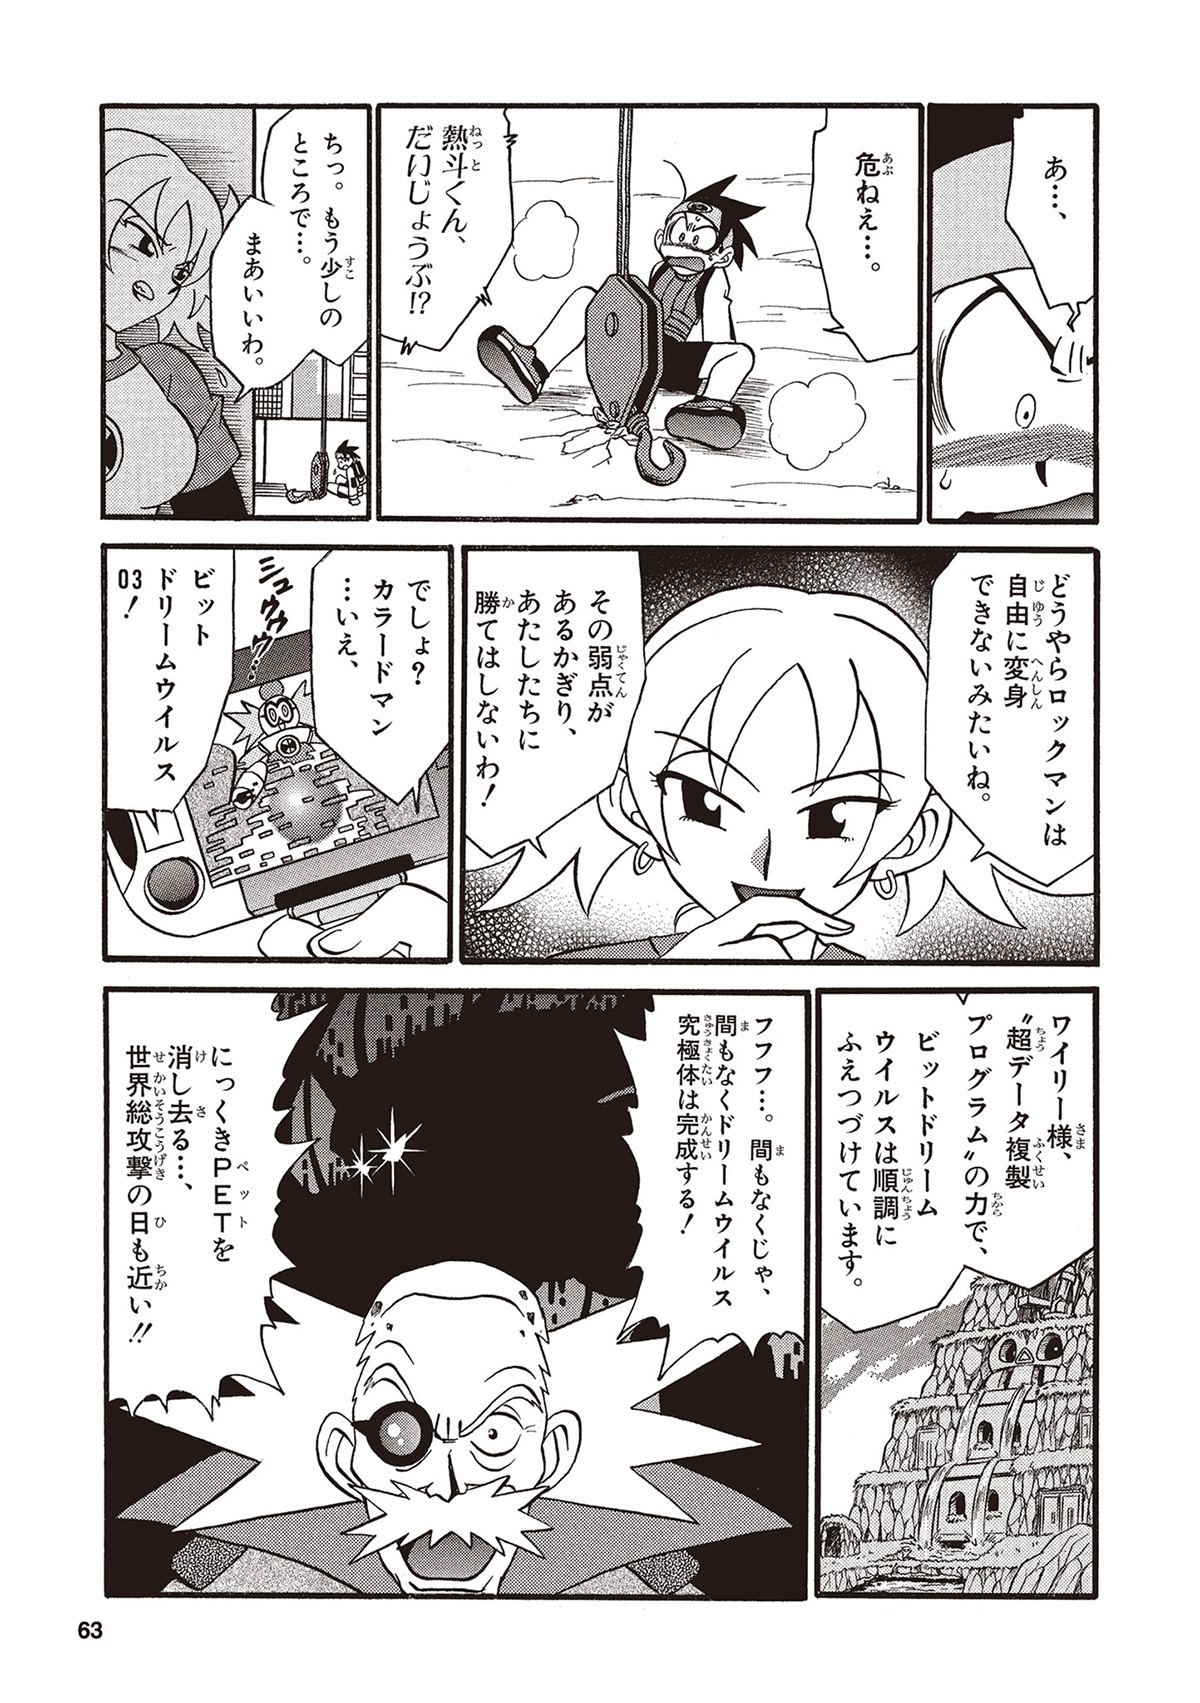 あ…、
危ねえ…。
熱斗くん、
だいじょうぶ!?
ちっ。もう少しの
ところで…。
まあいいわ。
どうやらロックマンは
自由に変身
できないみたいね。
その弱点が
あるかぎり、
あたしたちに
勝てはしないわ！
でしょ？
カラードマン
…いえ、
ミュウゥゥ…
ビット
ドリームウイルス
03！
ワイリー様、
〝超データ複製
プログラム〟の力で、
ビットドリーム
ウイルスは順調に
ふえつづけています。
フフフ…。間もなくじゃ、
間もなくドリームウイルス
究極体は完成する！
にっくきＰＥＴを
消し去る…、
世界総攻撃の日も近い!!
63